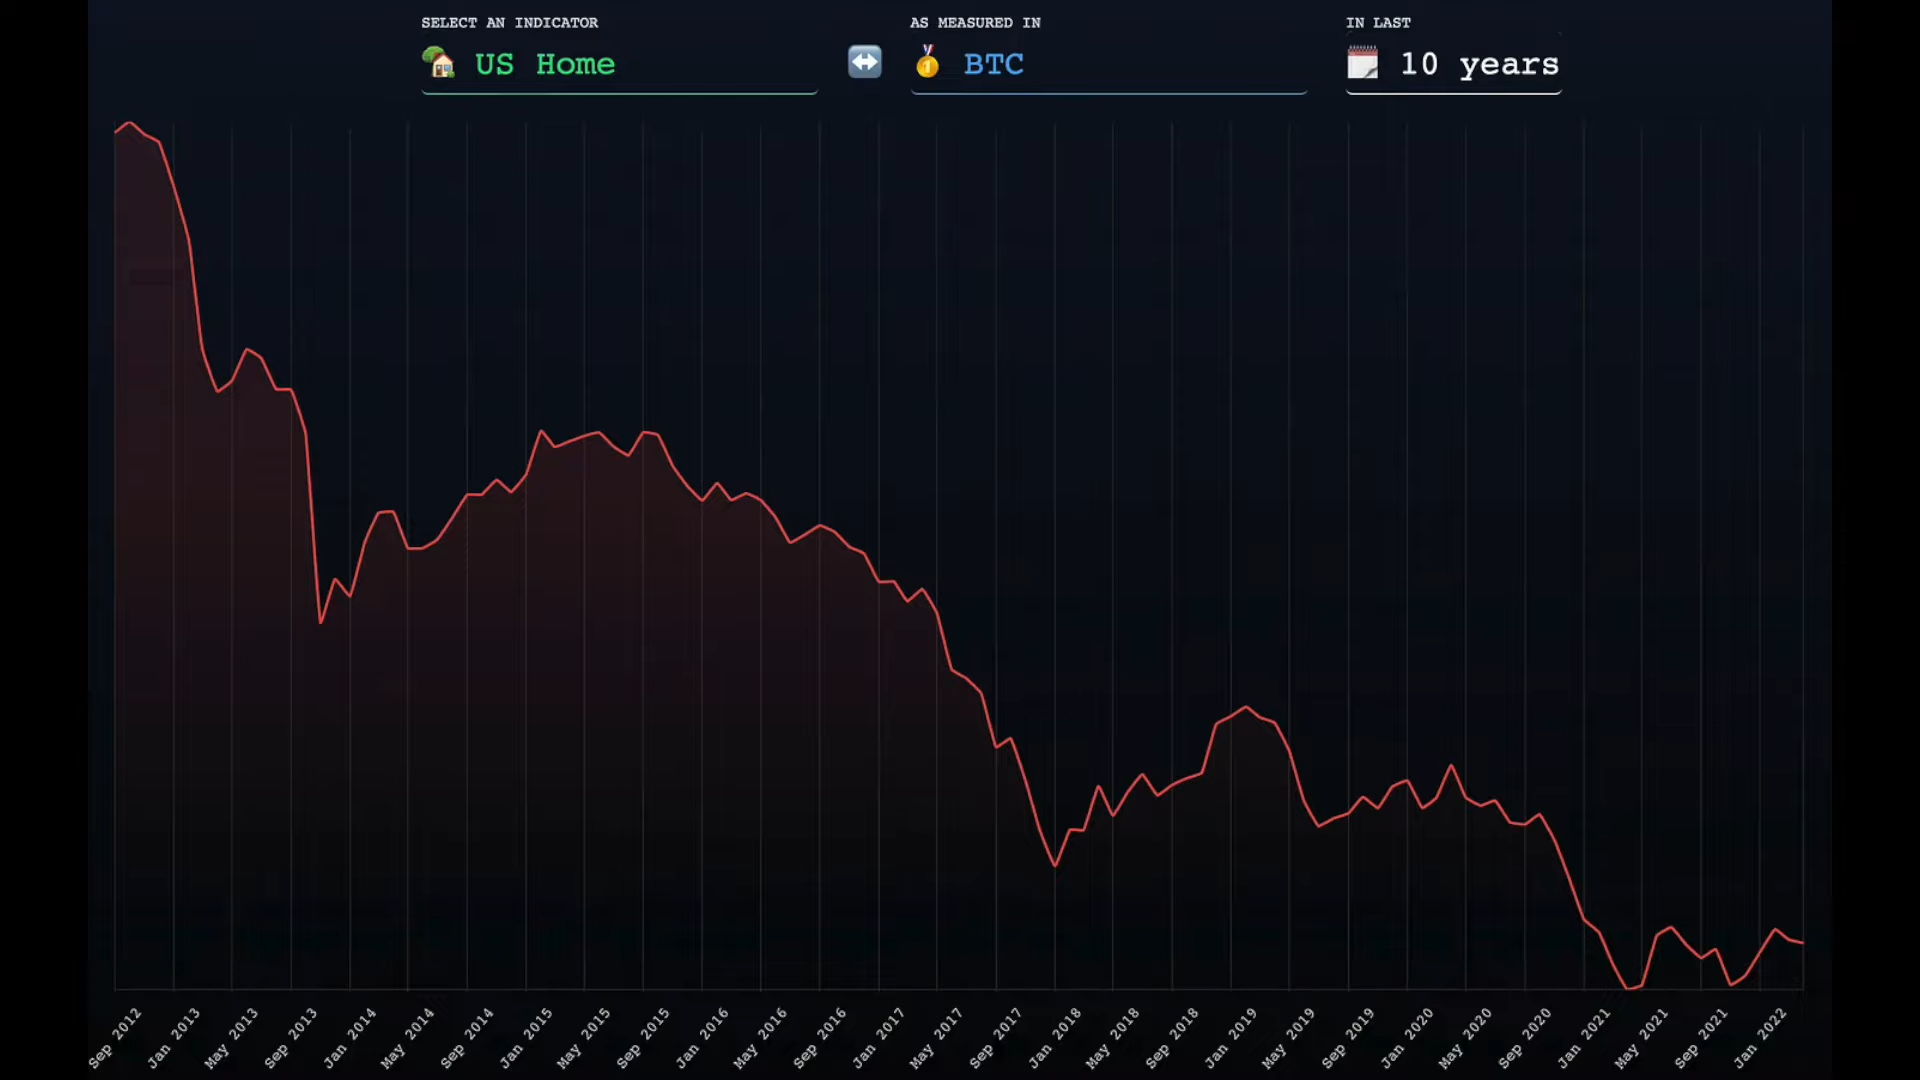 SELECT AN INDICATOR
US Home
AS MEASURED IN
1
BTC
IN LAST
10 years
Sep 2012
Jan 2013
May 2013
Sep 2013
Jan 2014
May 2014
Sep 2014
Jan 2015
May 2015
Sep 2015
Jan 2016
May 2016
Sep 2016
Jan 2017
May 2017
Sep 2017
Jan 2018
May 2018
Sep 2018
Jan 2019
May 2019
Sep 2019
Jan 2020
May 2020
Sep 2020
Jan 2021
May 2021
Sep 2021
Jan 2022